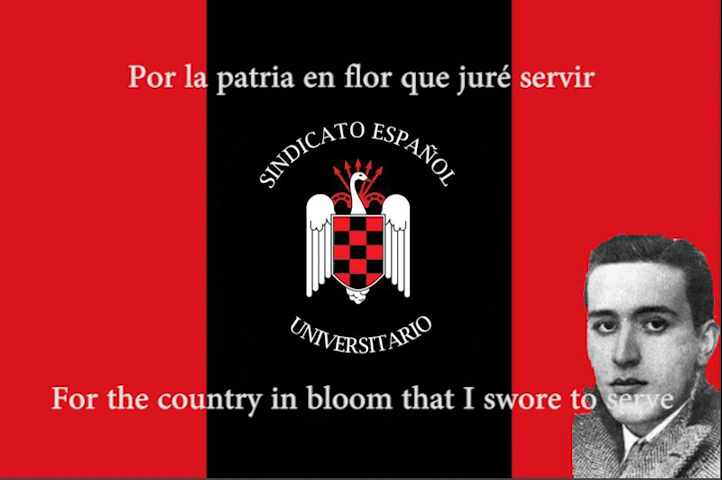 Por la patria en flor que juré servir
SINDICATO ESPAÑOL
UNIVERSITARIO
For the country in bloom that I swore to serve